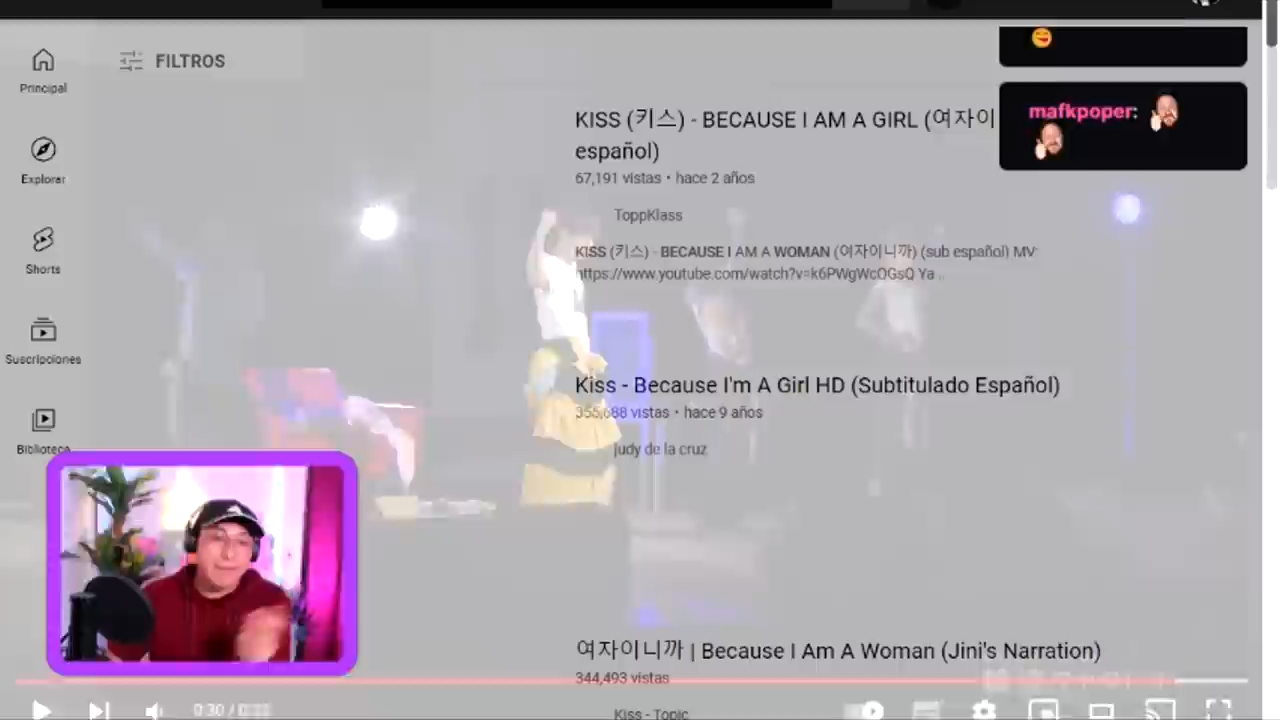 FILTROS
Principal
Explorar
Shorts
Suscripciones
Biblioteca
mafkpoper:
KISS (키스) - BECAUSE I AM A GIRL (여자이
español)
67,191 vistas • hace 2 años
ToppKlass
KISS (키스) - BECAUSE I AM A WOMAN (여자이니까) (sub español) MV:
https://www.youtube.com/watch?v=k6PWgWcOGsQ Ya ..
Kiss - Because I'm A Girl HD (Subtitulado Español)
355,688 vistas • hace 9 años
judy de la cruz
여자이니까 | Because I Am A Woman (Jini's Narration)
344,493 vistas
Kiss - Topic
0:30 /